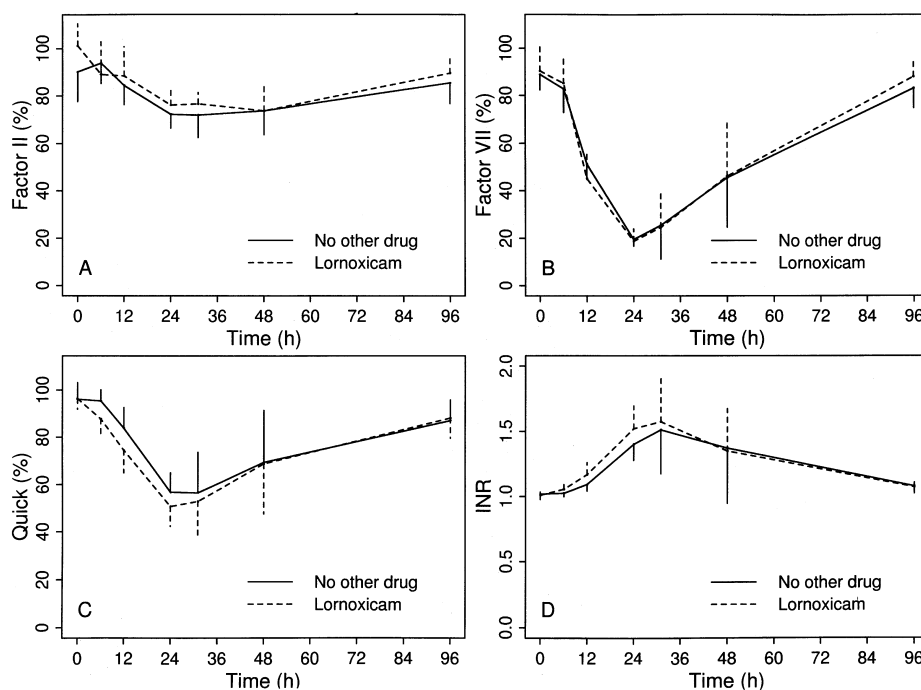 Factor II (%)
100
80
60
40
20
0
No other drug
Lornoxicam
A
0 12 24 36 48 60 72 84 96
Time (h)
Factor VII (%)
100
80
60
40
20
0
No other drug
Lornoxicam
B
0 12 24 36 48 60 72 84 96
Time (h)
Quick (%)
100
80
60
40
20
0
No other drug
Lornoxicam
C
0 12 24 36 48 60 72 84 96
Time (h)
INR
2.0
1.5
1.0
0.5
0.0
No other drug
Lornoxicam
D
0 12 24 36 48 60 72 84 96
Time (h)